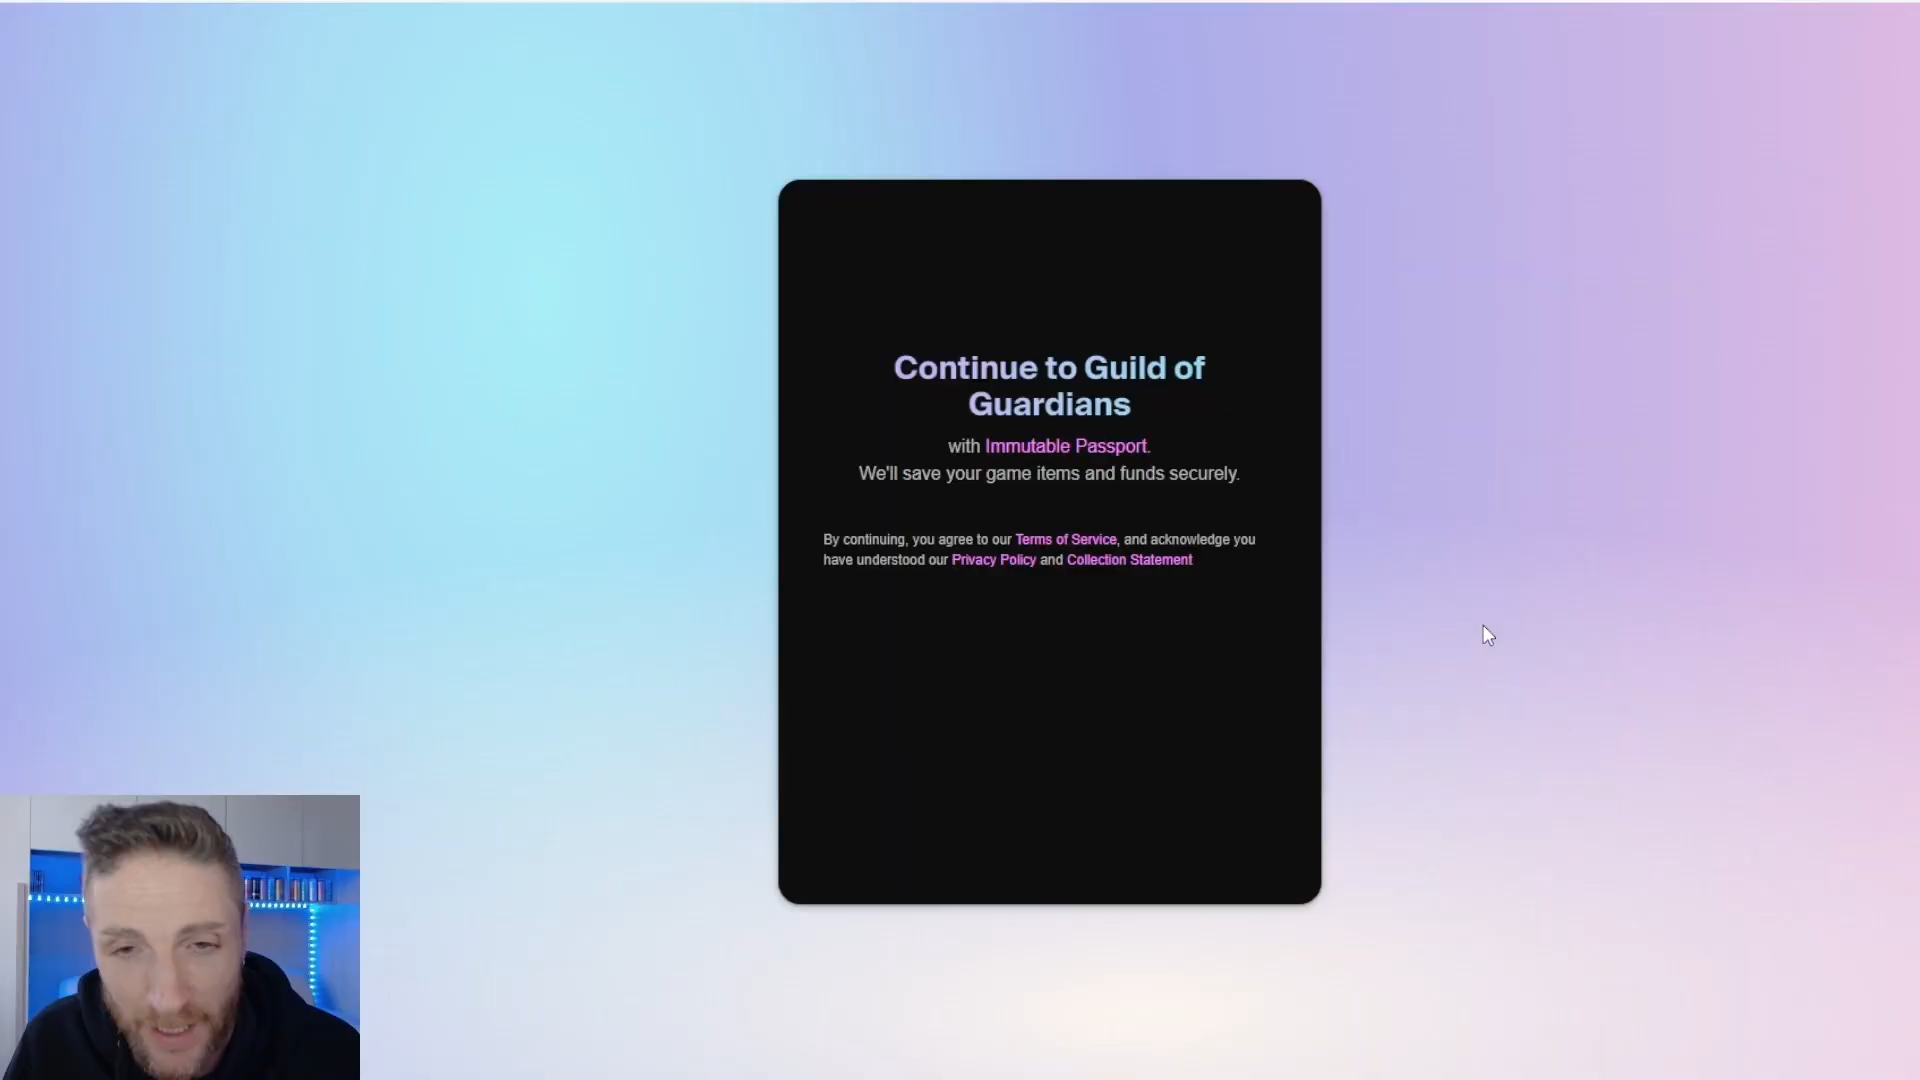 Continue to Guild of
Guardians
with Immutable Passport.
We'll save your game items and funds securely.
By continuing, you agree to our Terms of Service, and acknowledge you
have understood our Privacy Policy and Collection Statement